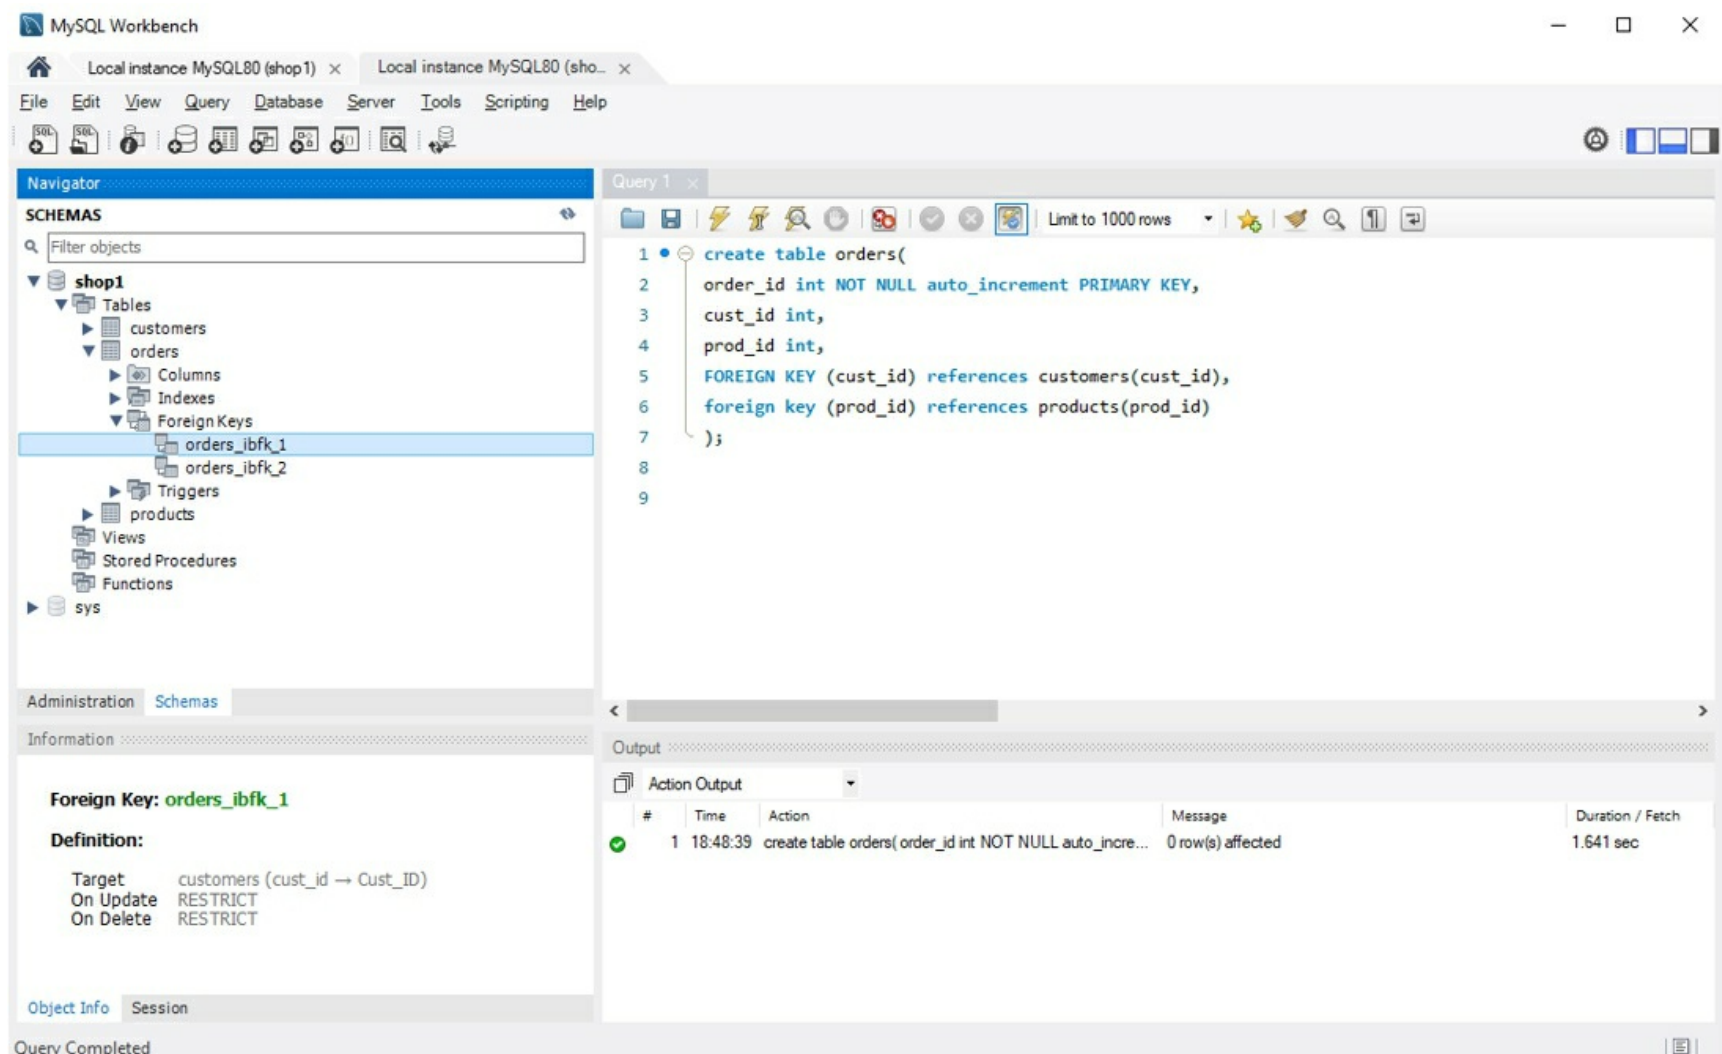 MySQL Workbench
Local instance MySQL80 (shop1)
Local instance MySQL80 (sho...
File Edit View Query Database Server Tools Scripting Help
Navigator
SCHEMAS
Filter objects
shop1
Tables
customers
orders
Columns
Indexes
Foreign Keys
orders_ibfk_1
orders_ibfk_2
Triggers
products
Views
Stored Procedures
Functions
sys
Administration Schemas
Information
Foreign Key: orders_ibfk_1
Definition:
Target customers (cust_id → Cust_ID)
On Update RESTRICT
On Delete RESTRICT
Object Info Session
Query Completed
Query 1
Limit to 1000 rows
1 create table orders(
2 order_id int NOT NULL auto_increment PRIMARY KEY,
3 cust_id int,
4 prod_id int,
5 FOREIGN KEY (cust_id) references customers(cust_id),
6 foreign key (prod_id) references products(prod_id)
7 );
8
9
Output
Action Output
# Time Action Message Duration / Fetch
1 18:48:39 create table orders( order_id int NOT NULL auto_incre... 0 row(s) affected 1.641 sec